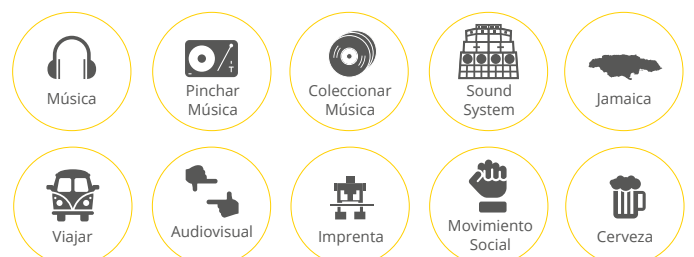 Música
Pinchar
Música
Coleccionar
Música
Sound
System
Jamaica
Viajar
Audiovisual
Imprenta
Movimiento
Social
Cerveza